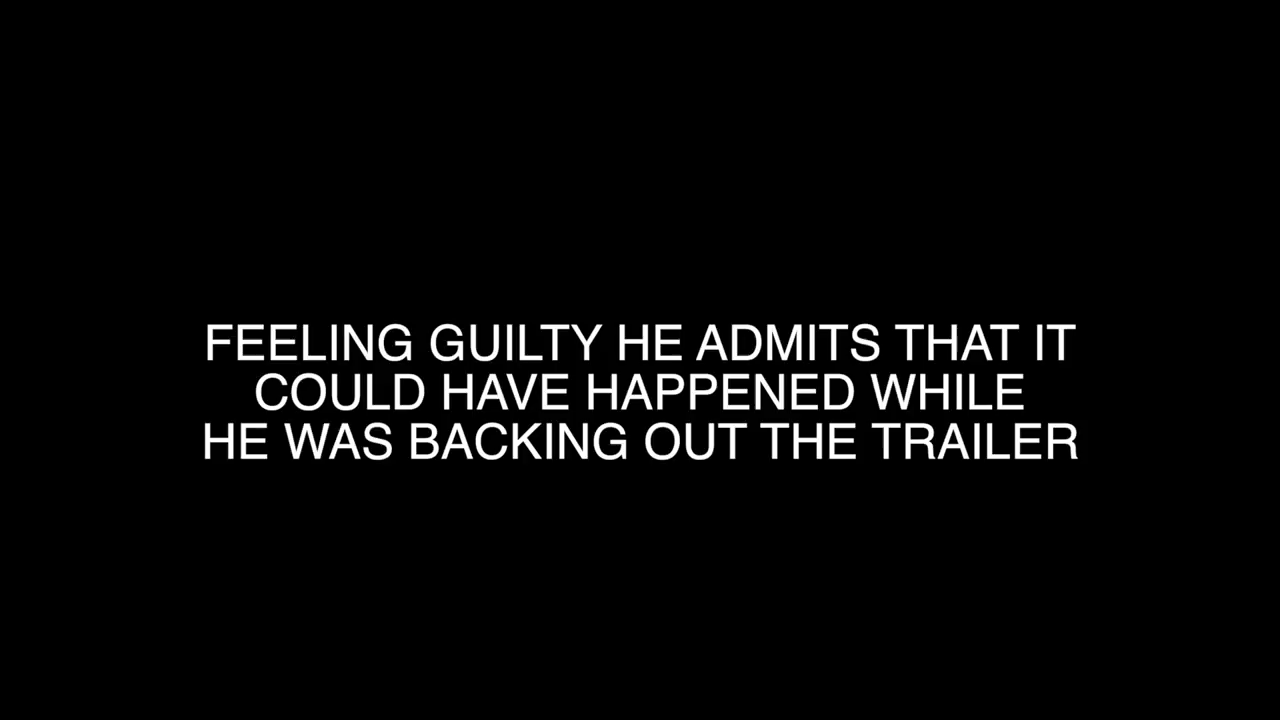 FEELING GUILTY HE ADMITS THAT IT
COULD HAVE HAPPENED WHILE
HE WAS BACKING OUT THE TRAILER